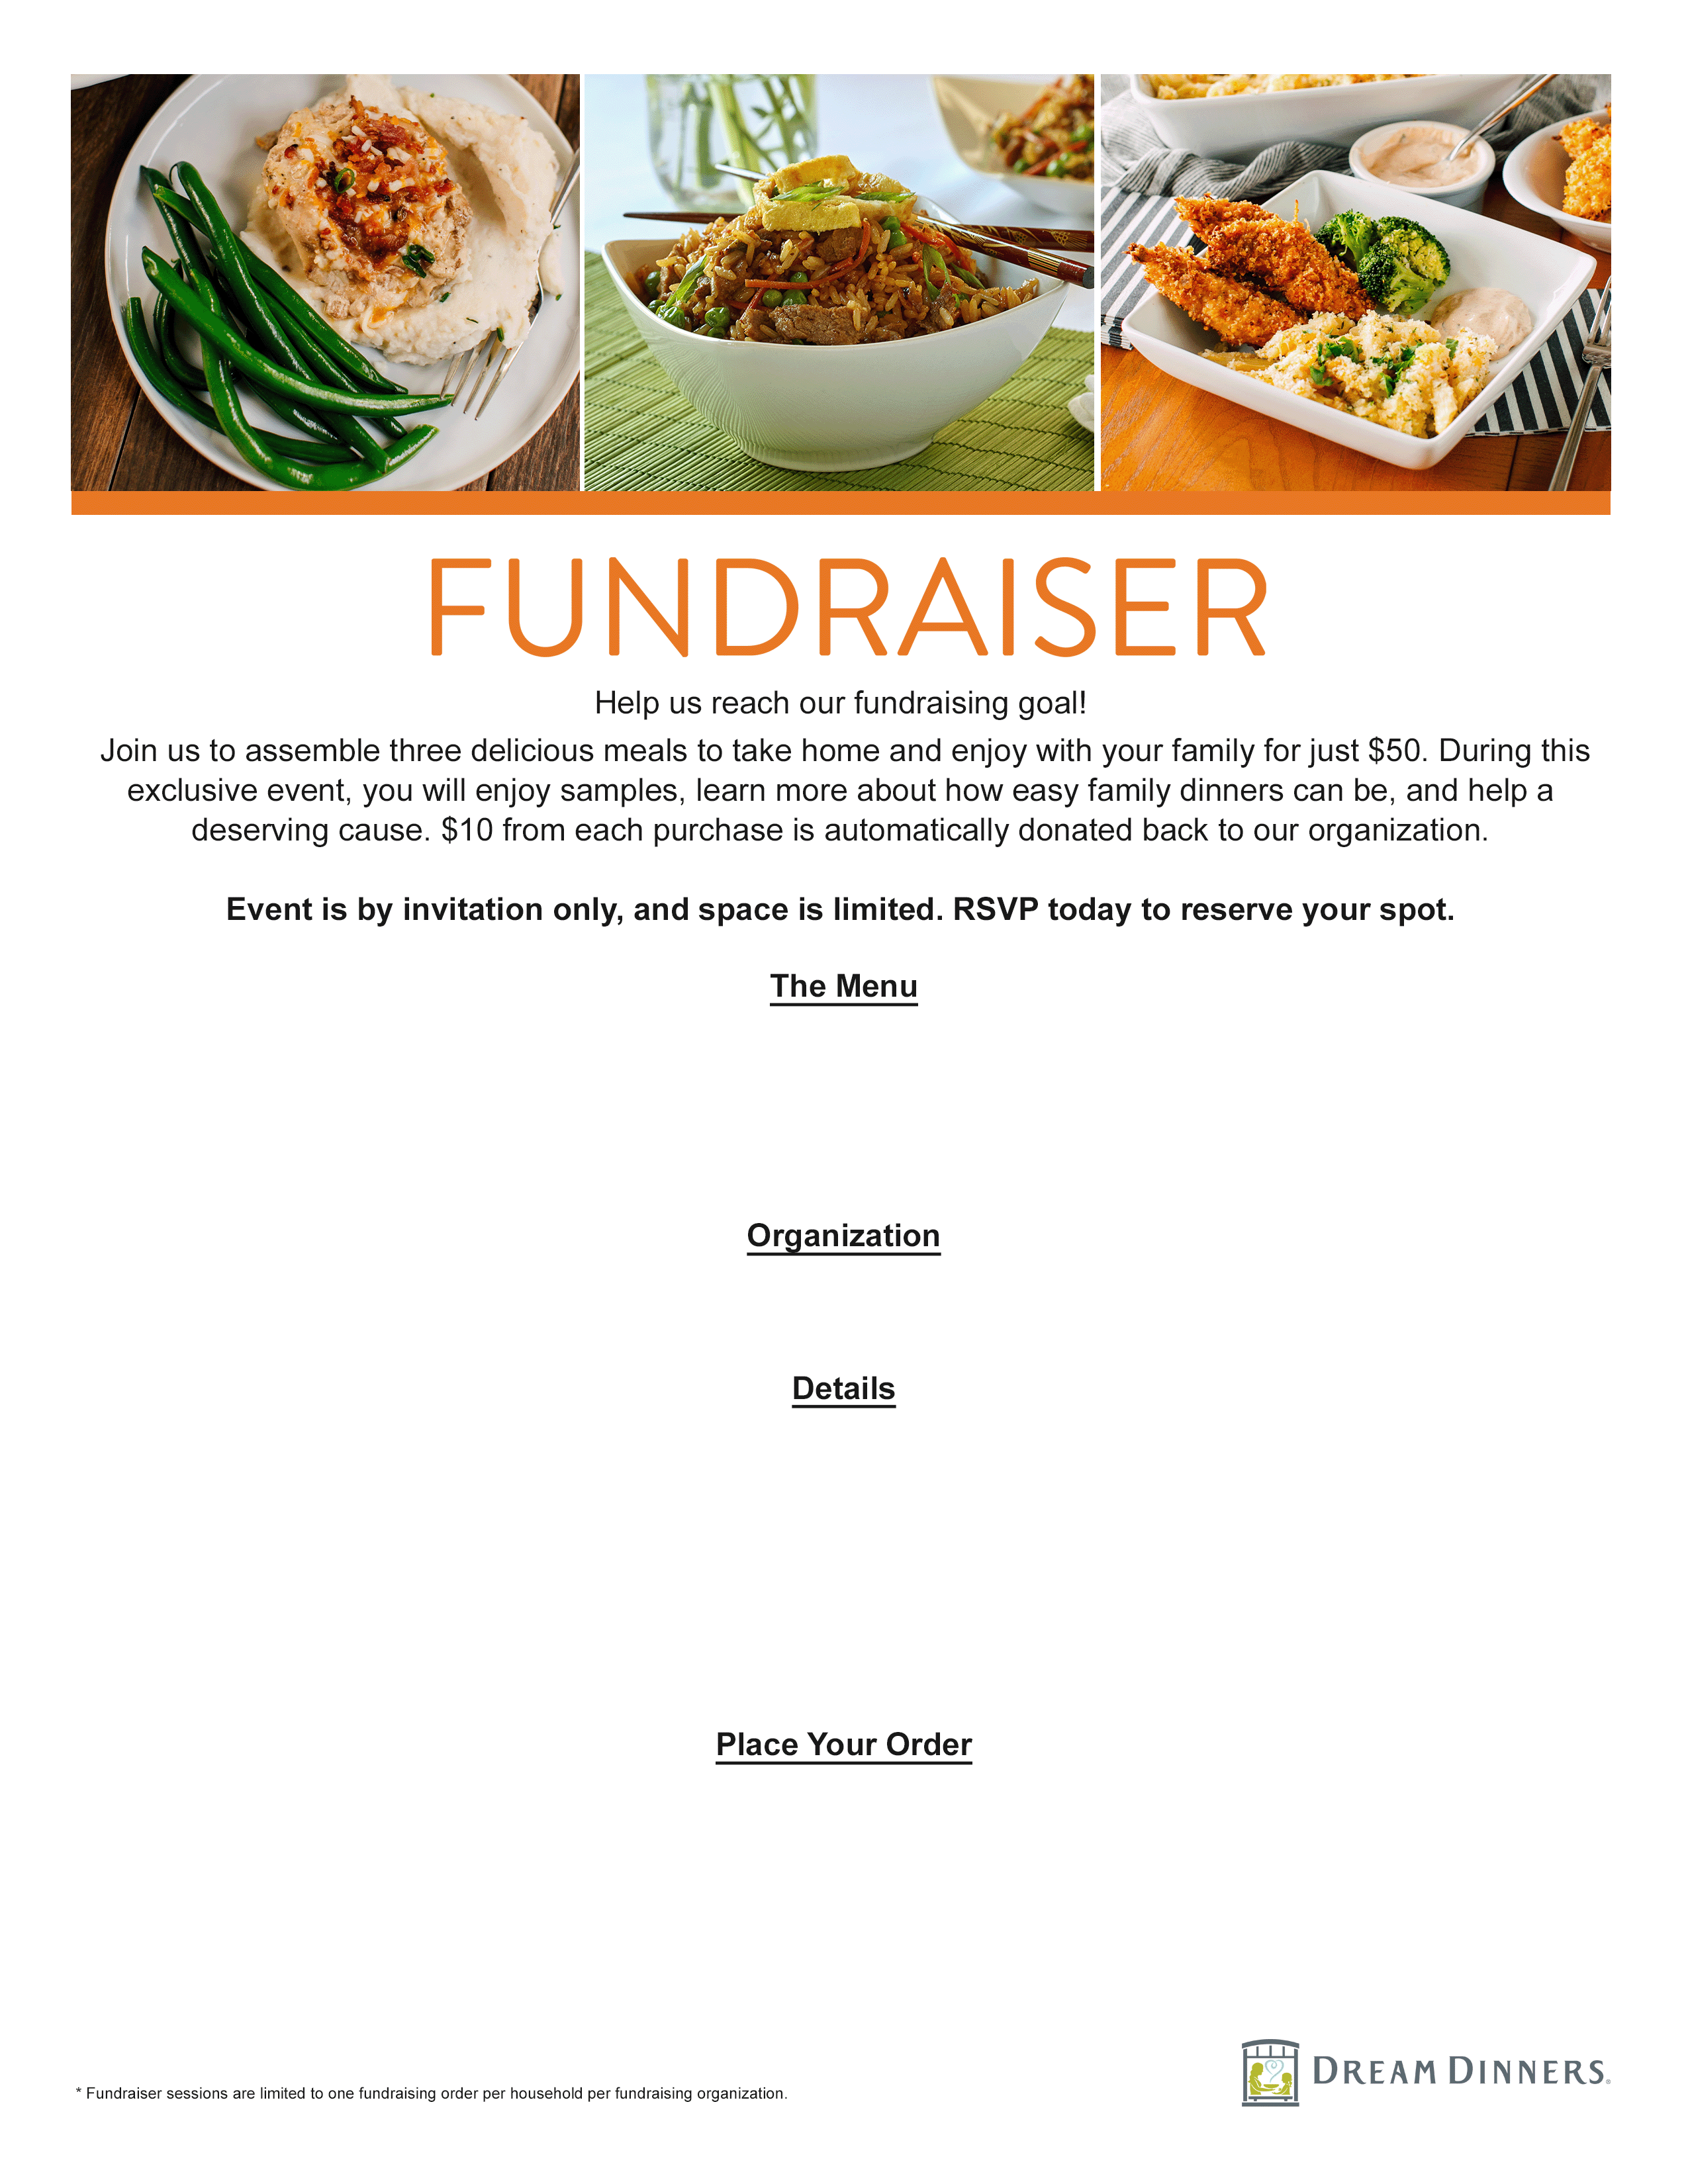 FUNDRAISER
Help us reach our fundraising goal!
Join us to assemble three delicious meals to take home and enjoy with your family for just $50. During this
exclusive event, you will enjoy samples, learn more about how easy family dinners can be, and help a
deserving cause. $10 from each purchase is automatically donated back to our organization.
Event is by invitation only, and space is limited. RSVP today to reserve your spot.
The Menu
Organization
Details
Place Your Order
* Fundraiser sessions are limited to one fundraising order per household per fundraising organization.
DREAM DINNERS®